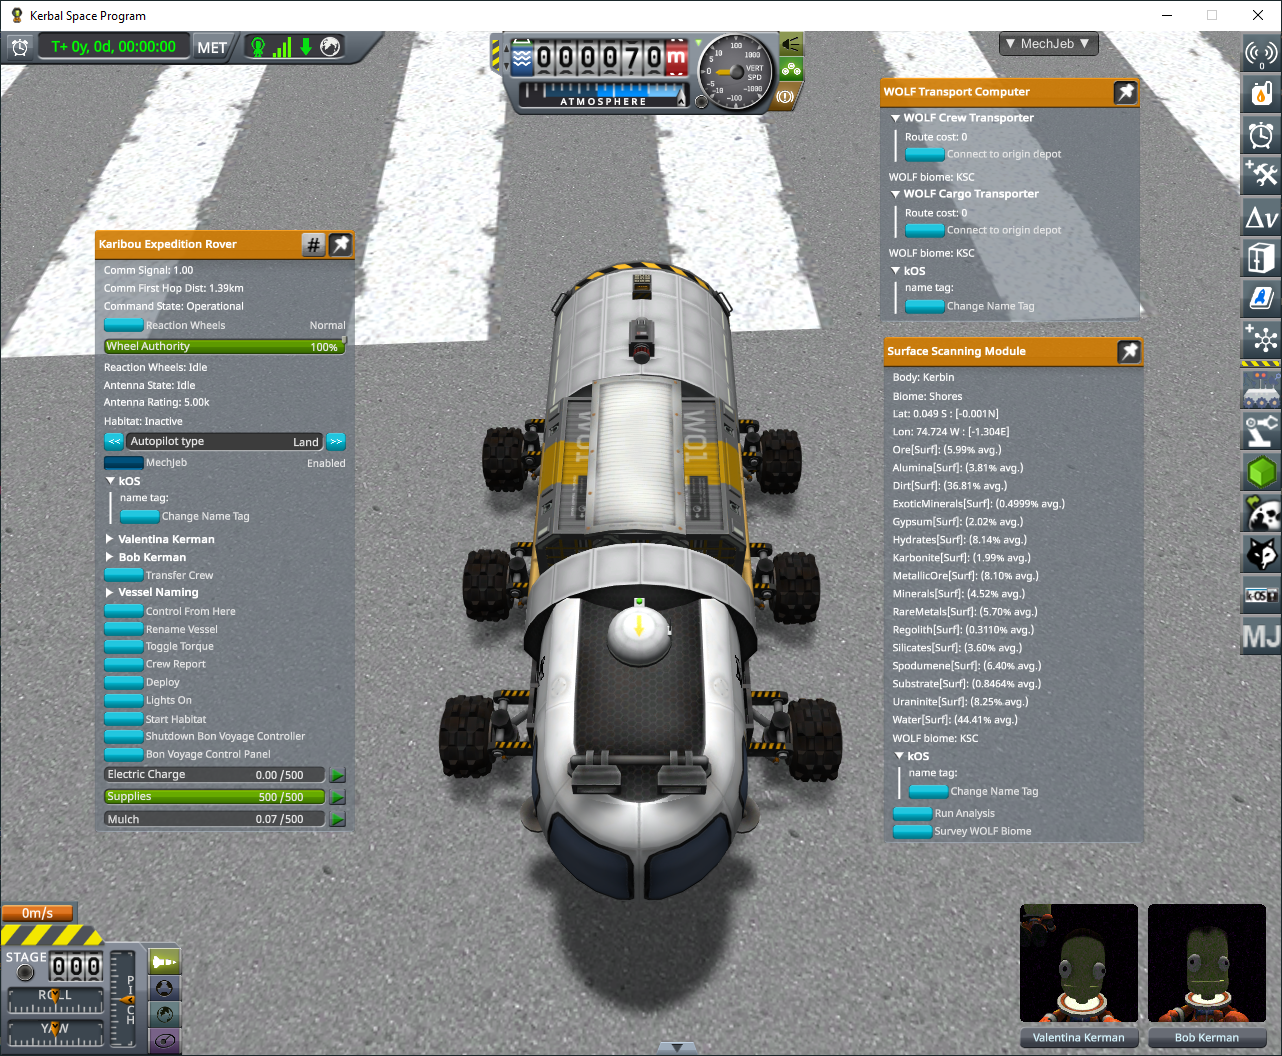 Kerbal Space Program
T+ 0y, 0d, 00:00:00 MET
000070 m
ATMOSPHERE
VERT SPD
▼ MechJeb ▼
WOLF Transport Computer
WOLF Crew Transporter
Route cost: 0
Connect to origin depot
WOLF biome: KSC
WOLF Cargo Transporter
Route cost: 0
Connect to origin depot
WOLF biome: KSC
kOS
name tag:
Change Name Tag
Karibou Expedition Rover #
Comm Signal: 1.00
Comm First Hop Dist: 1.39km
Command State: Operational
Reaction Wheels Normal
Wheel Authority 100%
Reaction Wheels: Idle
Antenna State: Idle
Antenna Rating: 5.00k
Habitat: Inactive
<< Autopilot type Land >>
MechJeb Enabled
kOS
name tag:
Change Name Tag
Valentina Kerman
Bob Kerman
Transfer Crew
Vessel Naming
Control From Here
Rename Vessel
Toggle Torque
Crew Report
Deploy
Lights On
Start Habitat
Shutdown Bon Voyage Controller
Bon Voyage Control Panel
Electric Charge 0.00 /500
Supplies 500 /500
Mulch 0.07 /500
Surface Scanning Module
Body: Kerbin
Biome: Shores
Lat: 0.049 S : [-0.001N]
Lon: 74.724 W : [-1.304E]
Ore[Surf]: (5.99% avg.)
Alumina[Surf]: (3.81% avg.)
Dirt[Surf]: (36.81% avg.)
ExoticMinerals[Surf]: (0.4999% avg.)
Gypsum[Surf]: (2.02% avg.)
Hydrates[Surf]: (8.14% avg.)
Karbonite[Surf]: (1.99% avg.)
MetallicOre[Surf]: (8.10% avg.)
Minerals[Surf]: (4.52% avg.)
RareMetals[Surf]: (5.70% avg.)
Regolith[Surf]: (0.3110% avg.)
Silicates[Surf]: (3.60% avg.)
Spodumene[Surf]: (6.40% avg.)
Substrate[Surf]: (0.8464% avg.)
Uraninite[Surf]: (8.25% avg.)
Water[Surf]: (44.41% avg.)
WOLF biome: KSC
kOS
name tag:
Change Name Tag
Run Analysis
Survey WOLF Biome
WO1
WO1
0
Δv
k-OS
MJ
0m/s
STAGE 000
ROLL
YAW
PITCH
Valentina Kerman
Bob Kerman